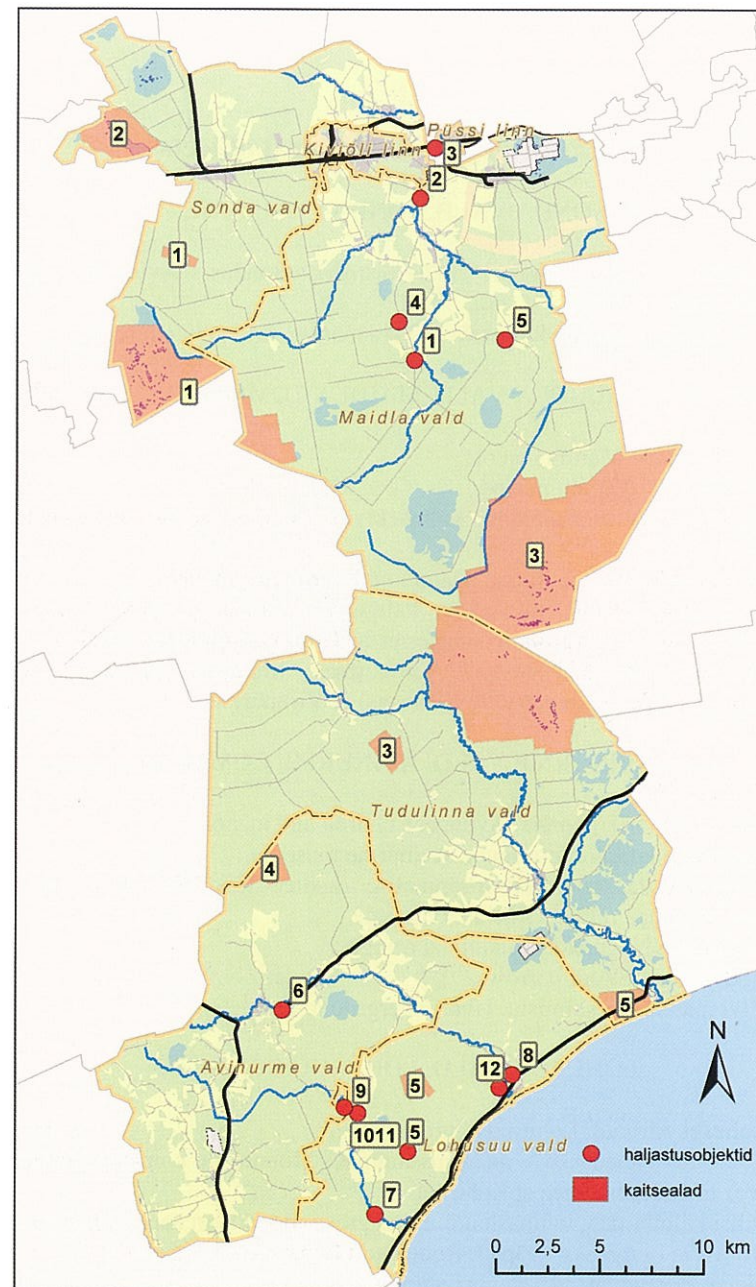 2
Püssi linn
Kiviõli linn
3
2
Sonda vald
1
4
5
1
1
Maidla vald
3
3
Tudulinna vald
4
6
5
N
Avinurme vald
12
8
9
5
1011
5
Lohusuu vald
haljastusobjektid
7
kaitsealad
0 2,5 5 10 km